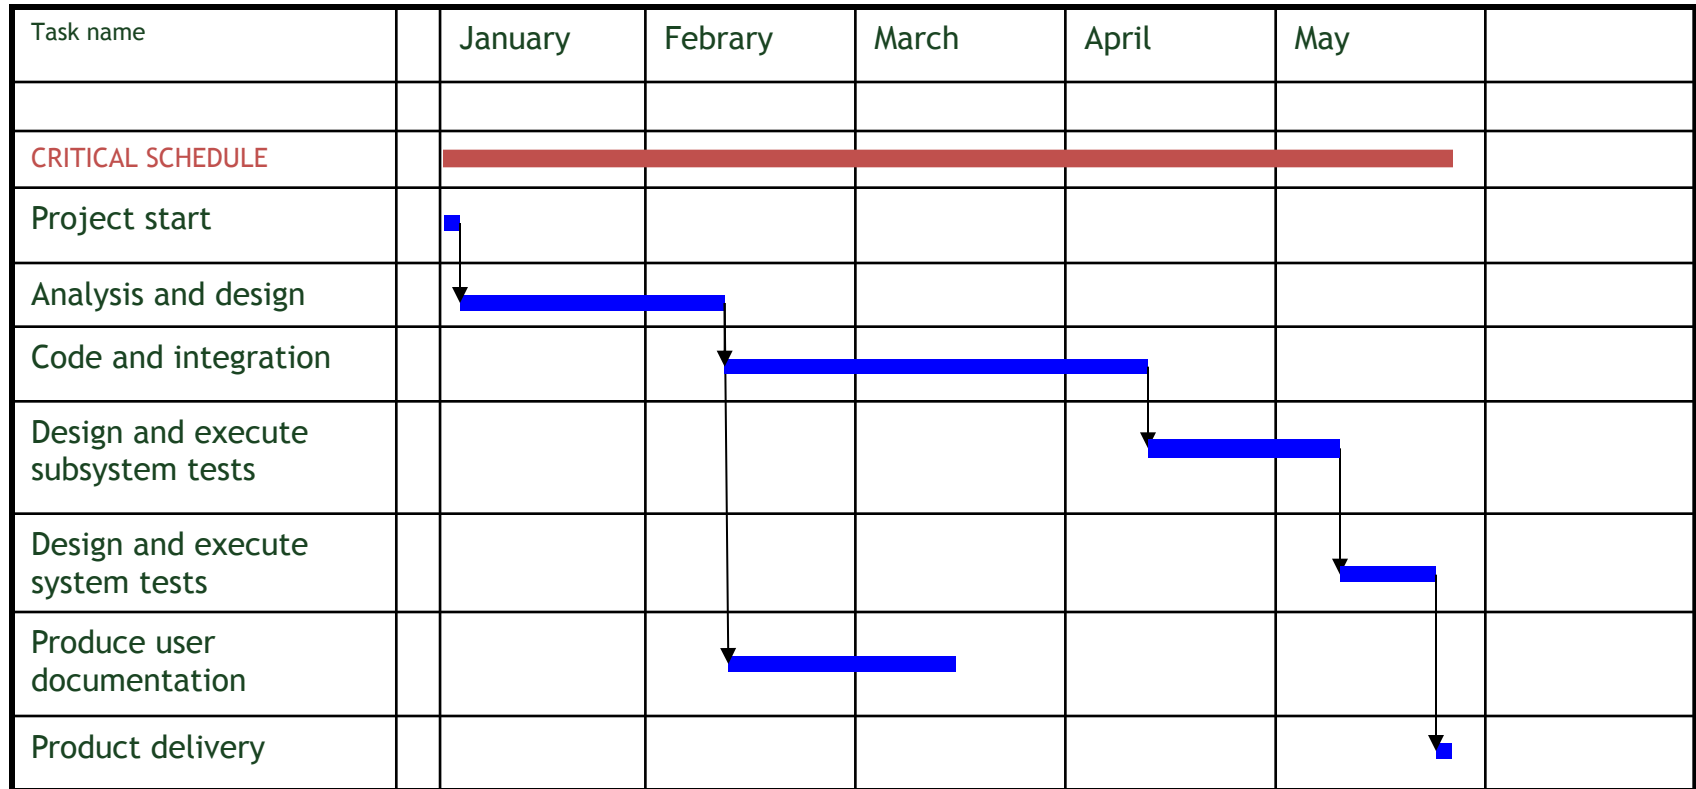 Task name
January
Febrary
March
April
May
CRITICAL SCHEDULE
Project start
Analysis and design
Code and integration
Design and execute
subsystem tests
Design and execute
system tests
Produce user
documentation
Product delivery